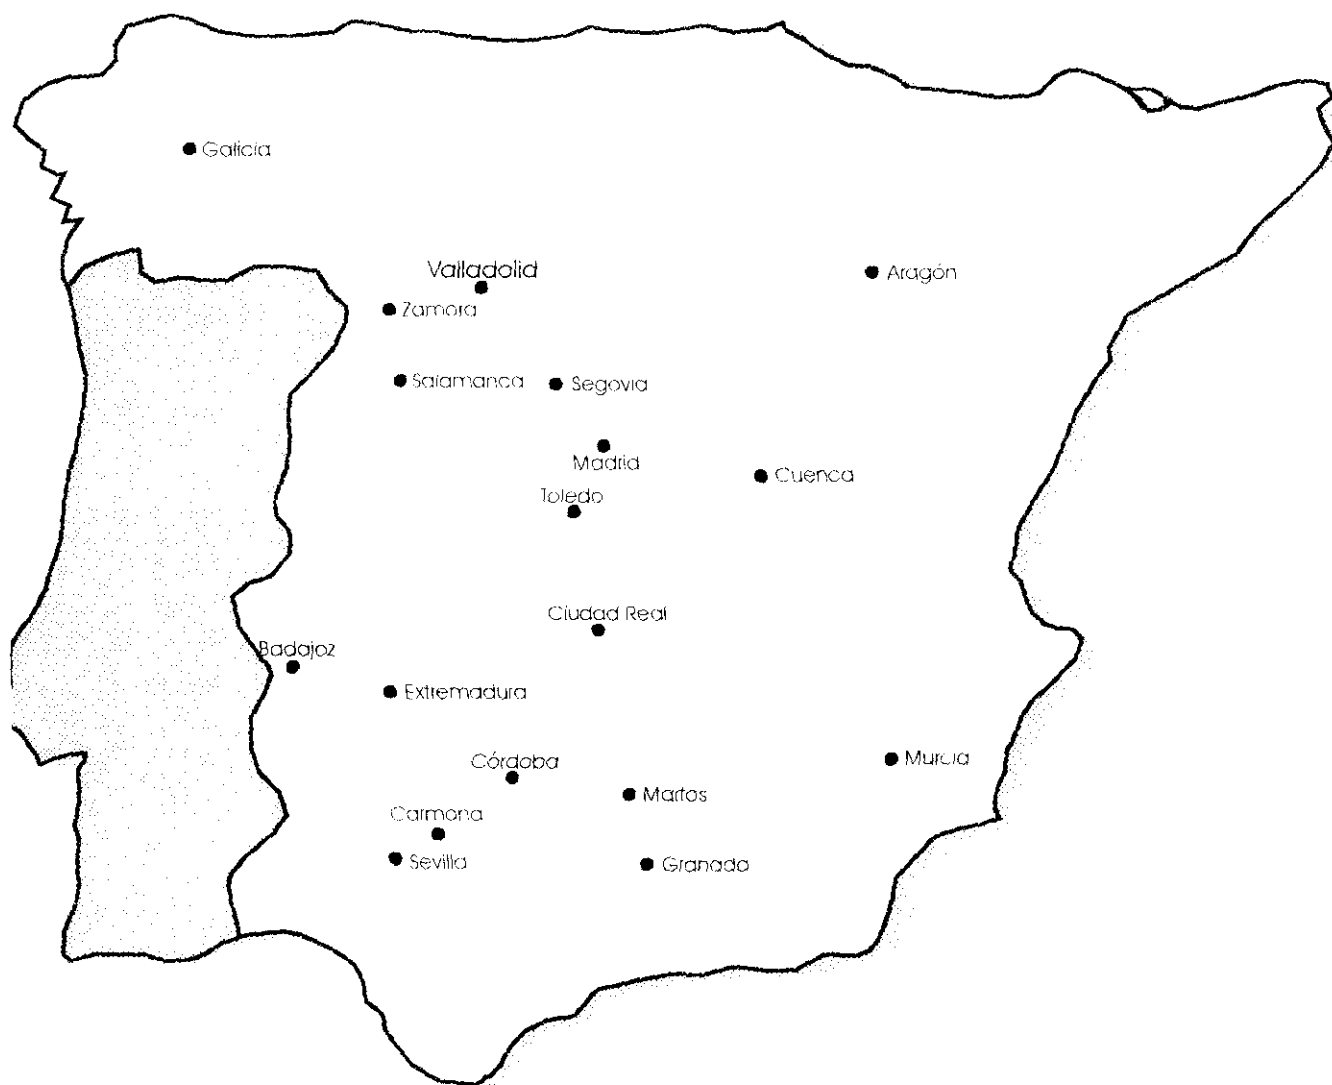 Galicia
Valladolid
Aragón
Zamora
Salamanca
Segovia
Madrid
Cuenca
Toledo
Ciudad Real
Badajoz
Extremadura
Córdoba
Murcia
Martos
Carmona
Sevilla
Granada